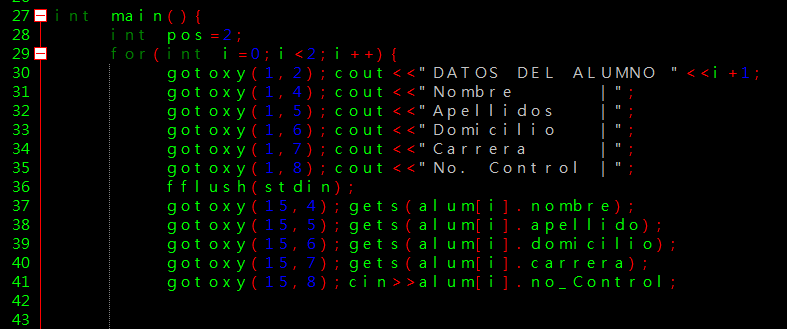 27 int main(){
28 int pos=2;
29 for(int i=0;i<2;i++){
30 gotoxy(1,2);cout<<"DATOS DEL ALUMNO "<<i+1;
31 gotoxy(1,4);cout<<"Nombre      |";
32 gotoxy(1,5);cout<<"Apellidos   |";
33 gotoxy(1,6);cout<<"Domicilio   |";
34 gotoxy(1,7);cout<<"Carrera     |";
35 gotoxy(1,8);cout<<"No. Control |";
36 fflush(stdin);
37 gotoxy(15,4);gets(alum[i].nombre);
38 gotoxy(15,5);gets(alum[i].apellido);
39 gotoxy(15,6);gets(alum[i].domicilio);
40 gotoxy(15,7);gets(alum[i].carrera);
41 gotoxy(15,8);cin>>alum[i].no_Control;
42
43